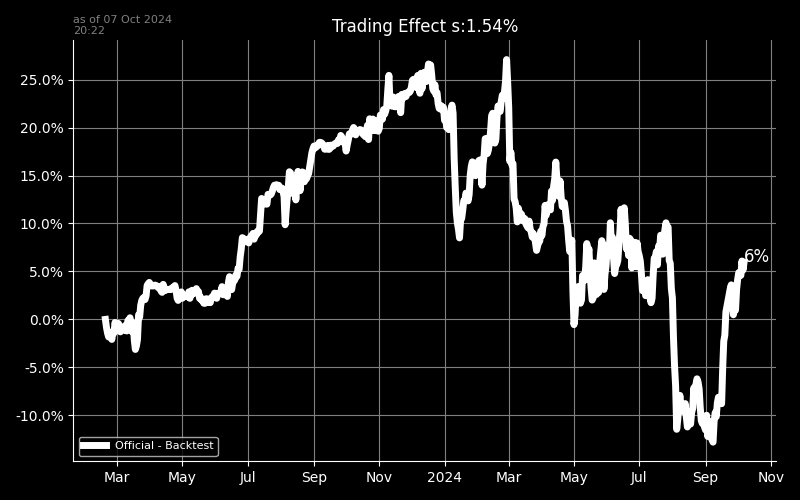 as of 07 Oct 2024
20:22
Trading Effect s:1.54%
25.0%
20.0%
15.0%
10.0%
5.0%
0.0%
-5.0%
-10.0%
6%
Official - Backtest
Mar May Jul Sep Nov 2024 Mar May Jul Sep Nov